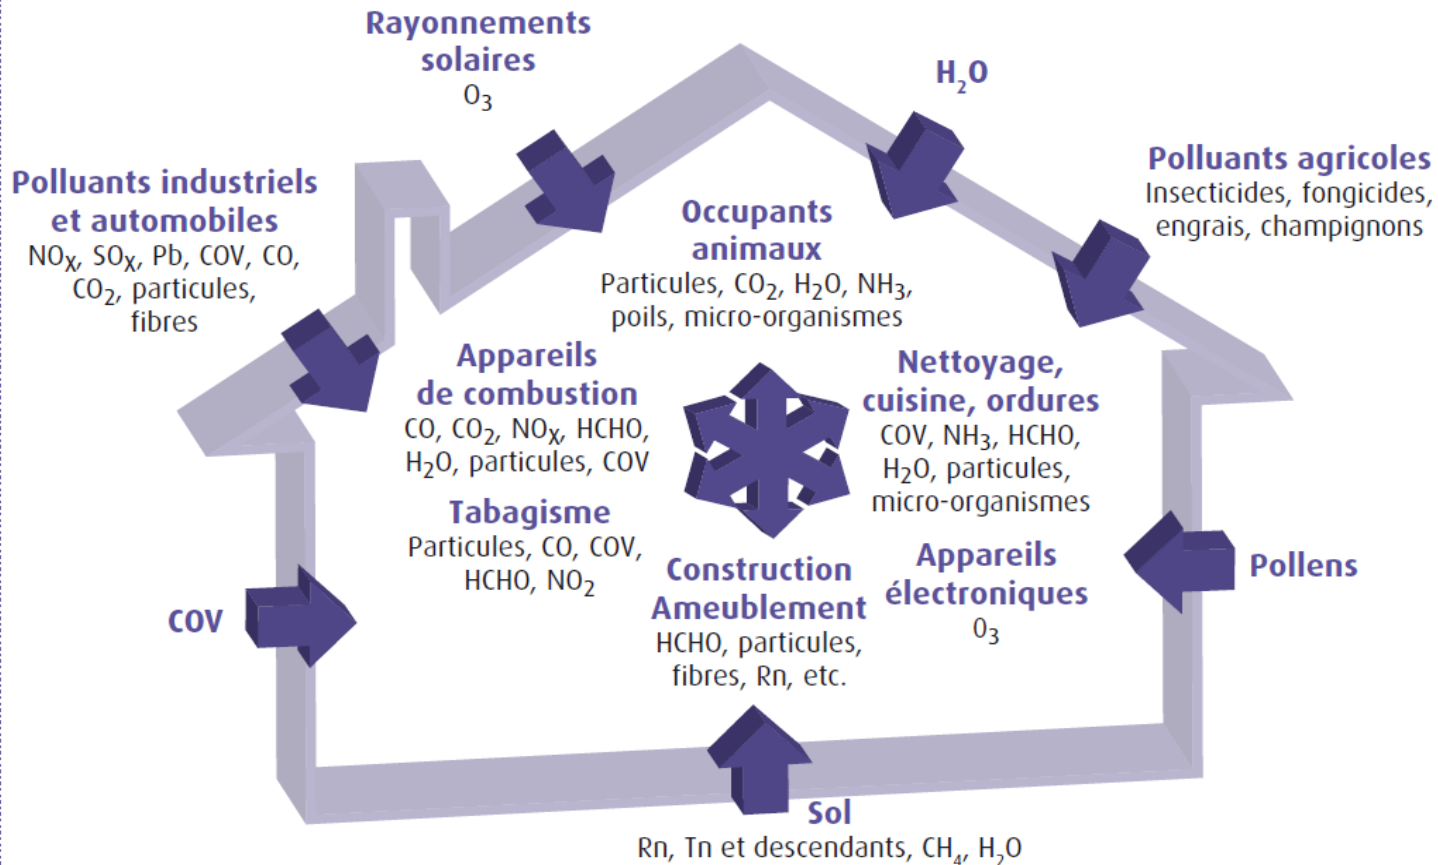 Rayonnements
solaires
O₃
H₂O
Polluants agricoles
Insecticides, fongicides,
engrais, champignons
Polluants industriels
et automobiles
NOₓ, SOₓ, Pb, COV, CO,
CO₂, particules,
fibres
Occupants
animaux
Particules, CO₂, H₂O, NH₃,
poils, micro-organismes
Appareils
de combustion
CO, CO₂, NOₓ, HCHO,
H₂O, particules, COV
Nettoyage,
cuisine, ordures
COV, NH₃, HCHO,
H₂O, particules,
micro-organismes
Tabagisme
Particules, CO, COV,
HCHO, NO₂
Construction
Ameublement
HCHO, particules,
fibres, Rn, etc.
Appareils
électroniques
O₃
Pollens
COV
Sol
Rn, Tn et descendants, CH₄, H₂O